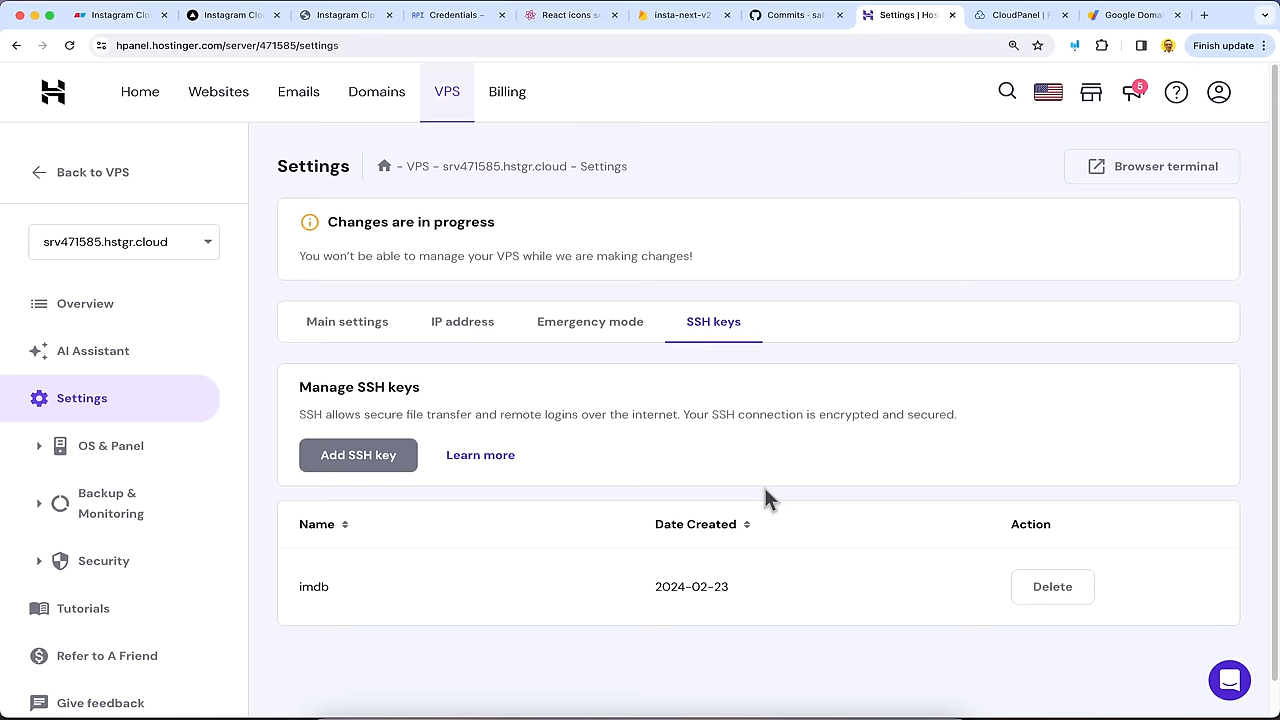 Instagram Clo
Instagram Clo
Instagram Clo
API Credentials -
React icons se
insta-next-v2
Commits - sah
Settings | Hos
CloudPanel | F
Google Doma
hpanel.hostinger.com/server/471585/settings
Finish update
Home
Websites
Emails
Domains
VPS
Billing
5
Back to VPS
Settings
- VPS - srv471585.hstgr.cloud - Settings
Browser terminal
srv471585.hstgr.cloud
Changes are in progress
You won't be able to manage your VPS while we are making changes!
Overview
AI Assistant
Settings
OS & Panel
Backup &
Monitoring
Security
Tutorials
Refer to A Friend
Give feedback
Main settings
IP address
Emergency mode
SSH keys
Manage SSH keys
SSH allows secure file transfer and remote logins over the internet. Your SSH connection is encrypted and secured.
Add SSH key
Learn more
Name
Date Created
Action
imdb
2024-02-23
Delete